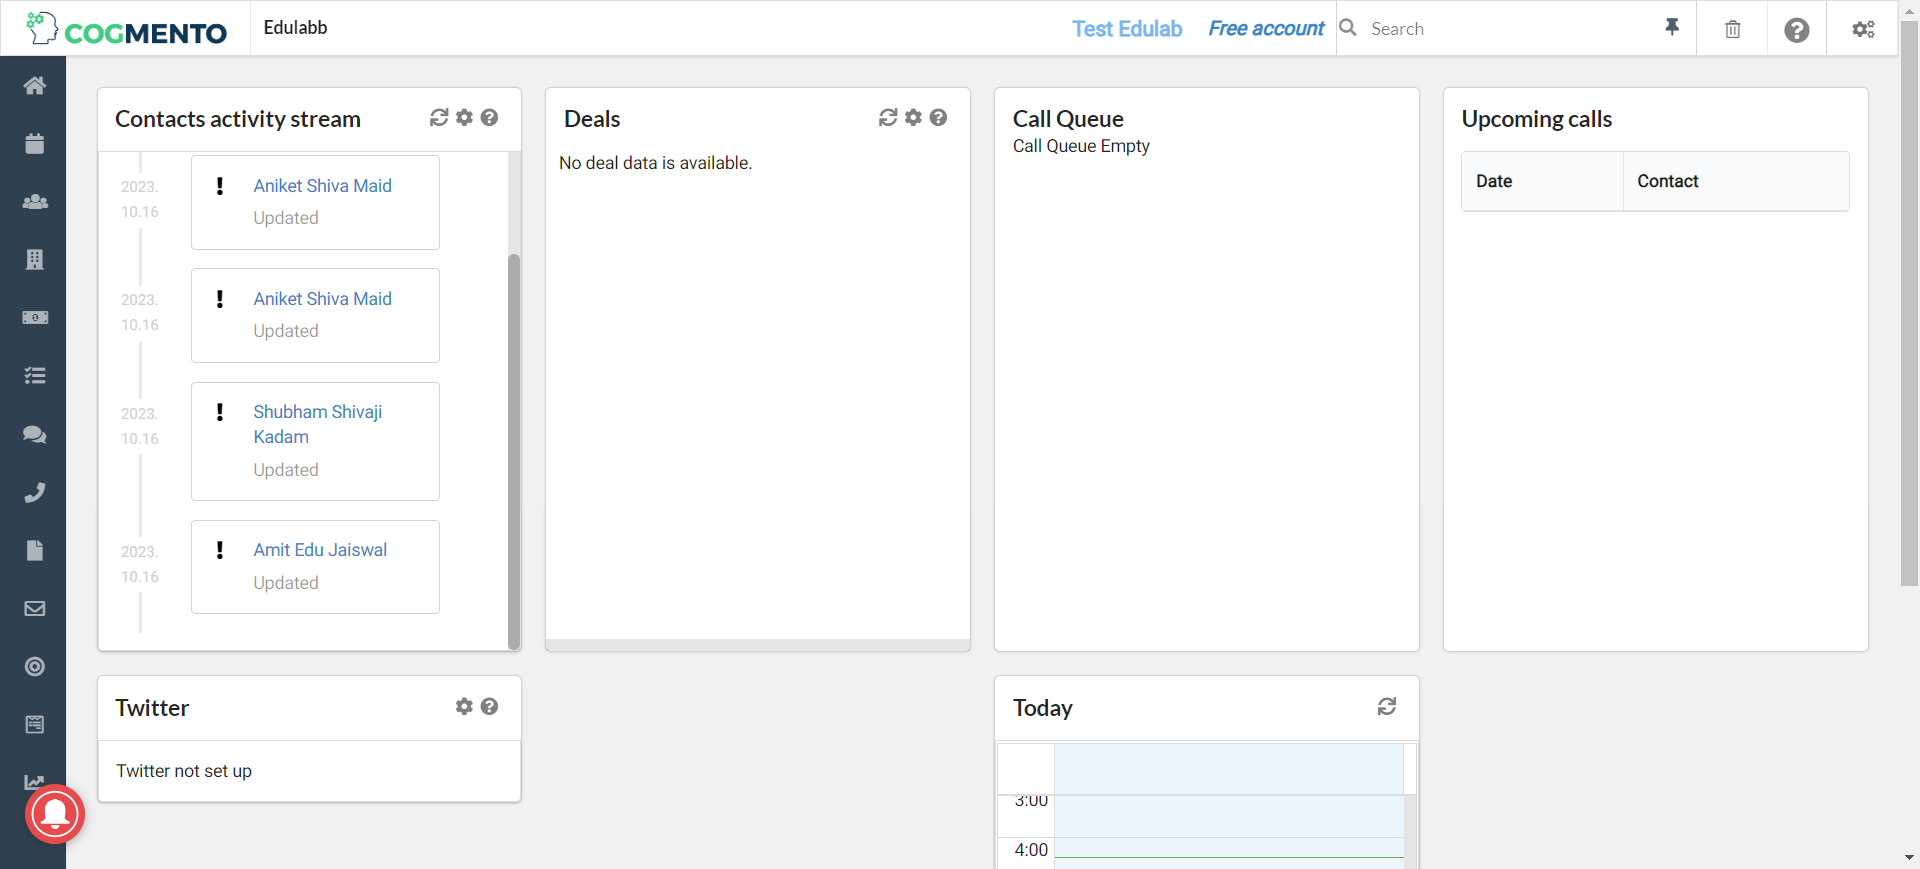 COGMENTO
Edulabb
Test Edulab
Free account
Search
Contacts activity stream
2023.
10.16
Aniket Shiva Maid
Updated
2023.
10.16
Aniket Shiva Maid
Updated
2023.
10.16
Shubham Shivaji
Kadam
Updated
2023.
10.16
Amit Edu Jaiswal
Updated
Deals
No deal data is available.
Call Queue
Call Queue Empty
Upcoming calls
Date
Contact
Twitter
Twitter not set up
Today
3:00
4:00